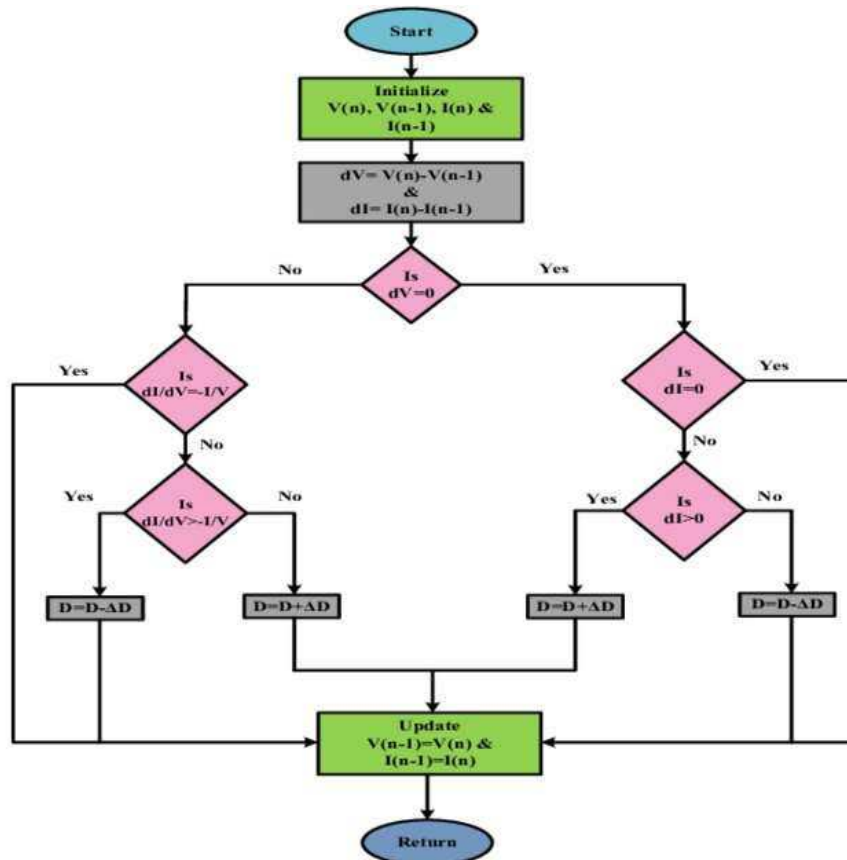 Start
Initialize
V(n), V(n-1), I(n) &
I(n-1)
dV= V(n)-V(n-1)
&
dI= I(n)-I(n-1)
No
Is
dV=0
Yes
Yes
Is
dI/dV=-I/V
Is
dI=0
Yes
No
No
Yes
Is
dI/dV>-I/V
No
Yes
Is
dI>0
No
D=D-ΔD
D=D+ΔD
D=D+ΔD
D=D-ΔD
Update
V(n-1)=V(n) &
I(n-1)=I(n)
Return